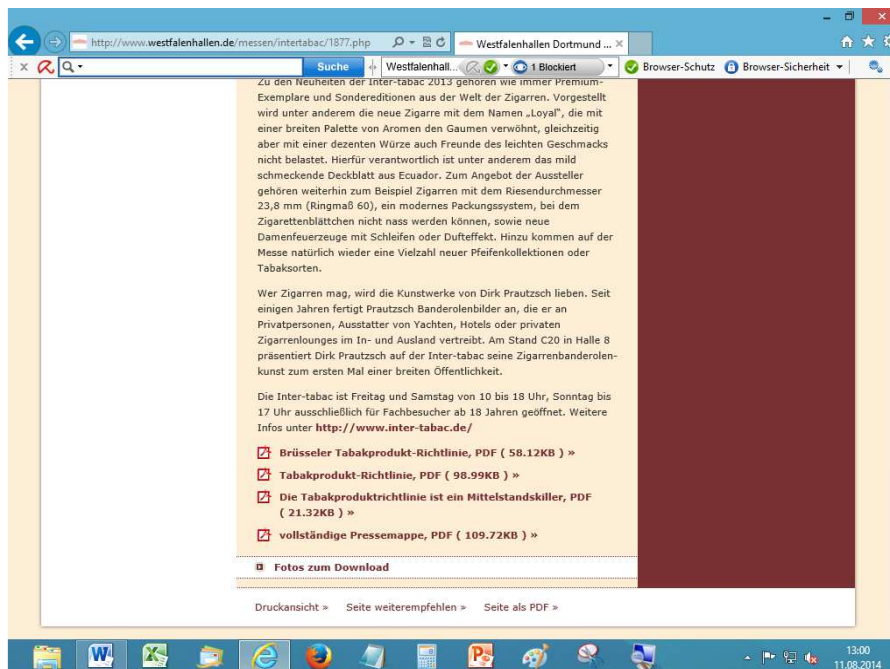 http://www.westfalenhallen.de/messen/intertabac/1877.php
Westfalenhallen Dortmund ...
Suche
Westfalenhall...
1 Blockiert
Browser-Schutz
Browser-Sicherheit
Zu den Neuheiten der Inter-tabac 2013 gehören wie immer Premium-
Exemplare und Sondereditionen aus der Welt der Zigarren. Vorgestellt
wird unter anderem die neue Zigarre mit dem Namen „Loyal“, die mit
einer breiten Palette von Aromen den Gaumen verwöhnt, gleichzeitig
aber mit einer dezenten Würze auch Freunde des leichten Geschmacks
nicht belastet. Hierfür verantwortlich ist unter anderem das mild
schmeckende Deckblatt aus Ecuador. Zum Angebot der Aussteller
gehören weiterhin zum Beispiel Zigarren mit dem Riesendurchmesser
23,8 mm (Ringmaß 60), ein modernes Packungssystem, bei dem
Zigarettenblättchen nicht nass werden können, sowie neue
Damenfeuerzeuge mit Schleifen oder Dufteffekt. Hinzu kommen auf der
Messe natürlich wieder eine Vielzahl neuer Pfeifenkollektionen oder
Tabaksorten.
Wer Zigarren mag, wird die Kunstwerke von Dirk Prautzsch lieben. Seit
einigen Jahren fertigt Prautzsch Banderolenbilder an, die er an
Privatpersonen, Ausstatter von Yachten, Hotels oder privaten
Zigarrenlounges im In- und Ausland vertreibt. Am Stand C20 in Halle 8
präsentiert Dirk Prautzsch auf der Inter-tabac seine Zigarrenbanderolen-
kunst zum ersten Mal einer breiten Öffentlichkeit.
Die Inter-tabac ist Freitag und Samstag von 10 bis 18 Uhr, Sonntag bis
17 Uhr ausschließlich für Fachbesucher ab 18 Jahren geöffnet. Weitere
Infos unter http://www.inter-tabac.de/
Brüsseler Tabakprodukt-Richtlinie, PDF ( 58.12KB ) »
Tabakprodukt-Richtlinie, PDF ( 98.99KB ) »
Die Tabakproduktrichtlinie ist ein Mittelstandskiller, PDF
( 21.32KB ) »
vollständige Pressemappe, PDF ( 109.72KB ) »
Fotos zum Download
Druckansicht » Seite weiterempfehlen » Seite als PDF »
13:00
11.08.2014